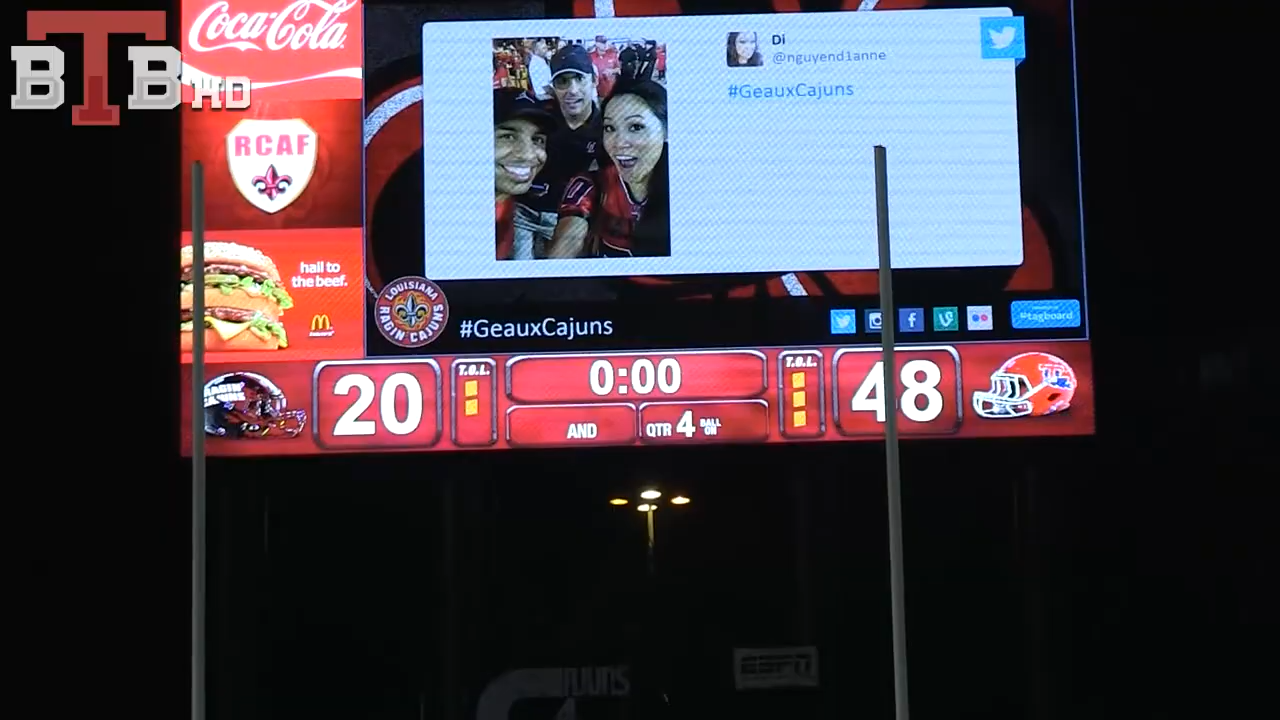 BTB HD
Coca-Cola
RCAF
hail to
the beef.
Di
@nguyend1anne
#GeauxCajuns
LOUISIANA
RAGIN CAJUNS
#GeauxCajuns
#tagboard
20
T.O.L.
0:00
AND
QTR 4 BALL
ON
T.O.L.
48
ESPN